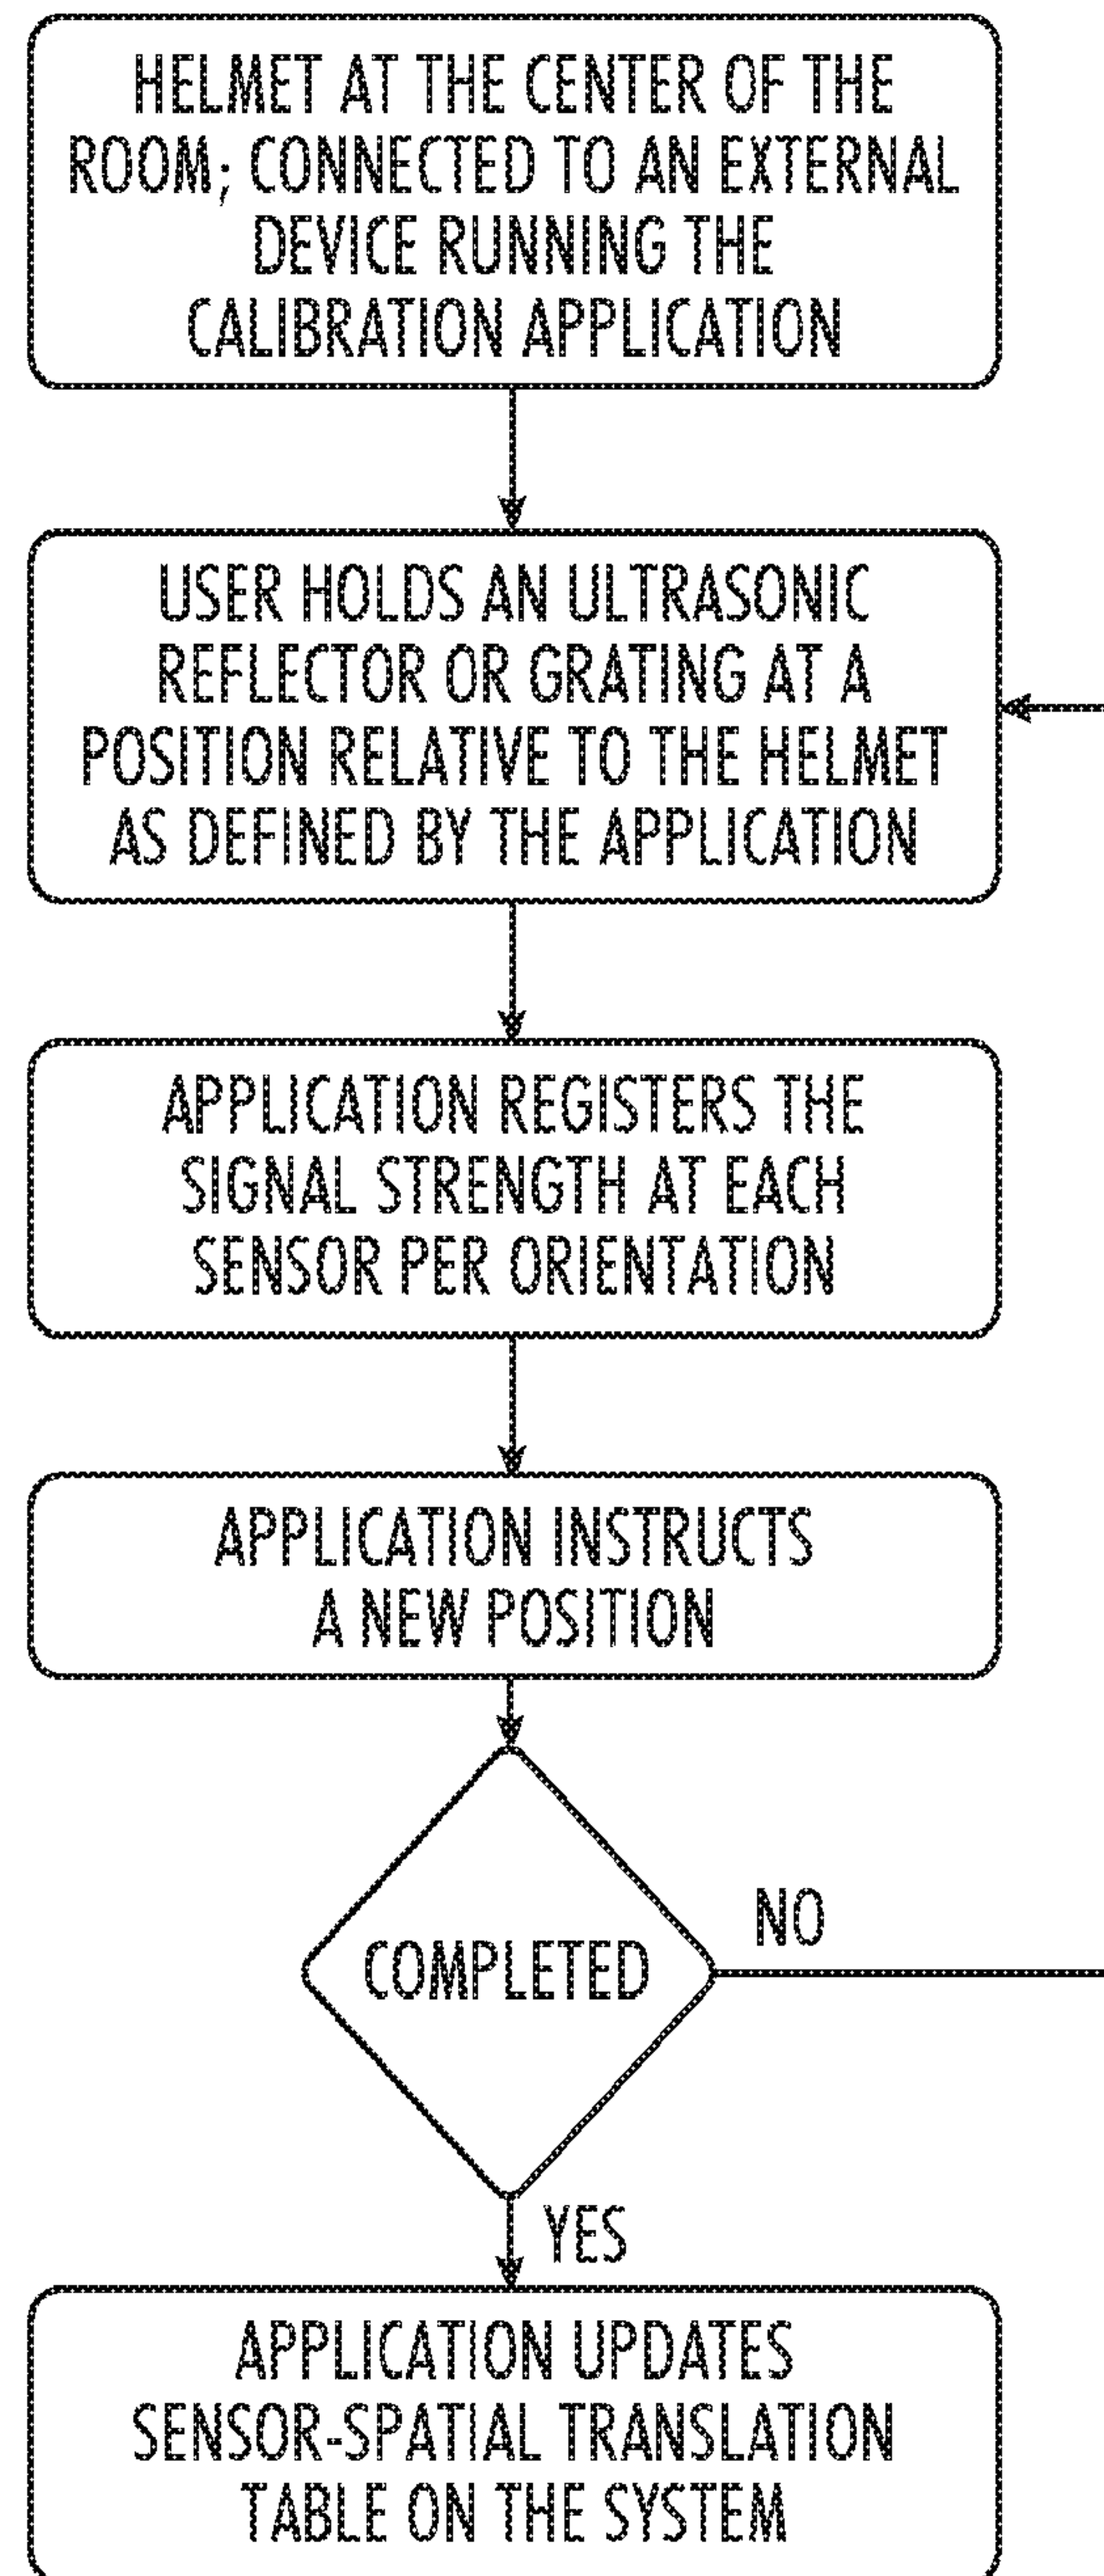 HELMET AT THE CENTER OF THE
ROOM; CONNECTED TO AN EXTERNAL
DEVICE RUNNING THE
CALIBRATION APPLICATION
USER HOLDS AN ULTRASONIC
REFLECTOR OR GRATING AT A
POSITION RELATIVE TO THE HELMET
AS DEFINED BY THE APPLICATION
APPLICATION REGISTERS THE
SIGNAL STRENGTH AT EACH
SENSOR PER ORIENTATION
APPLICATION INSTRUCTS
A NEW POSITION
NO
COMPLETED
YES
APPLICATION UPDATES
SENSOR-SPATIAL TRANSLATION
TABLE ON THE SYSTEM